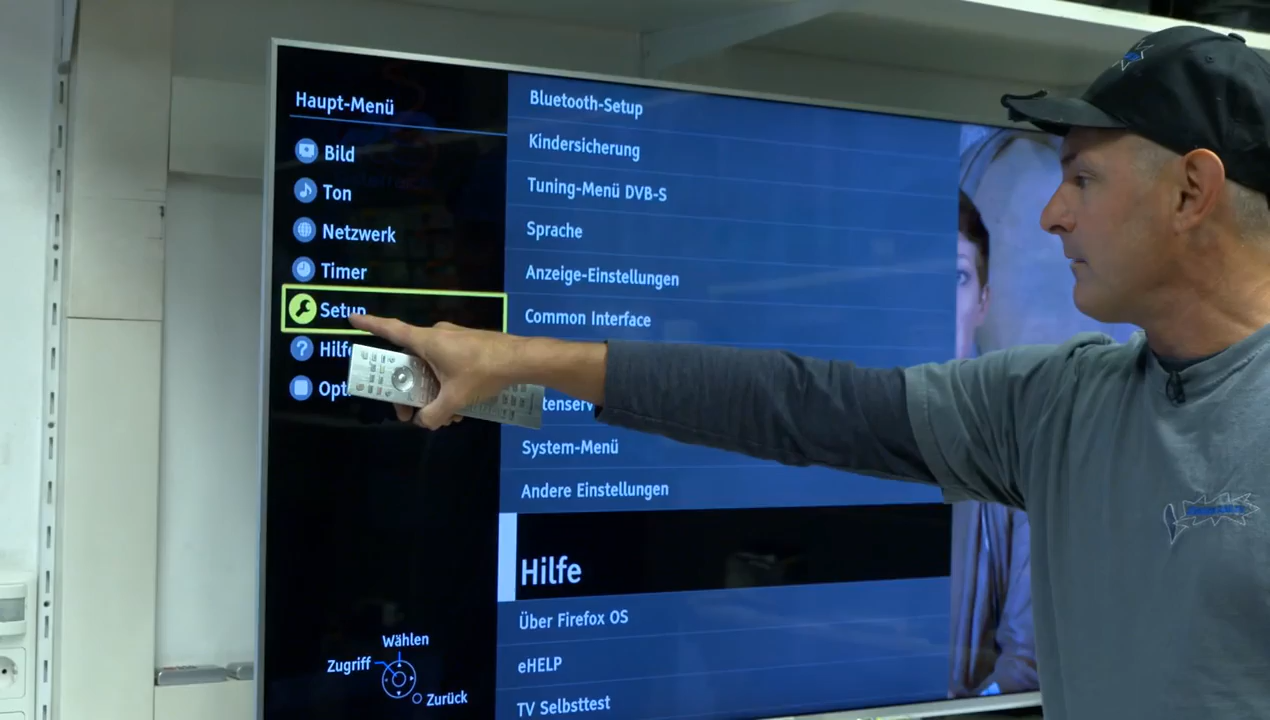 Haupt-Menü
Bild
Ton
Netzwerk
Timer
Setup
Hilfe
Bluetooth-Setup
Kindersicherung
Tuning-Menü DVB-S
Sprache
Anzeige-Einstellungen
Common Interface
System-Menü
Andere Einstellungen
Hilfe
Über Firefox OS
eHELP
TV Selbsttest
Wählen
Zugriff
Zurück